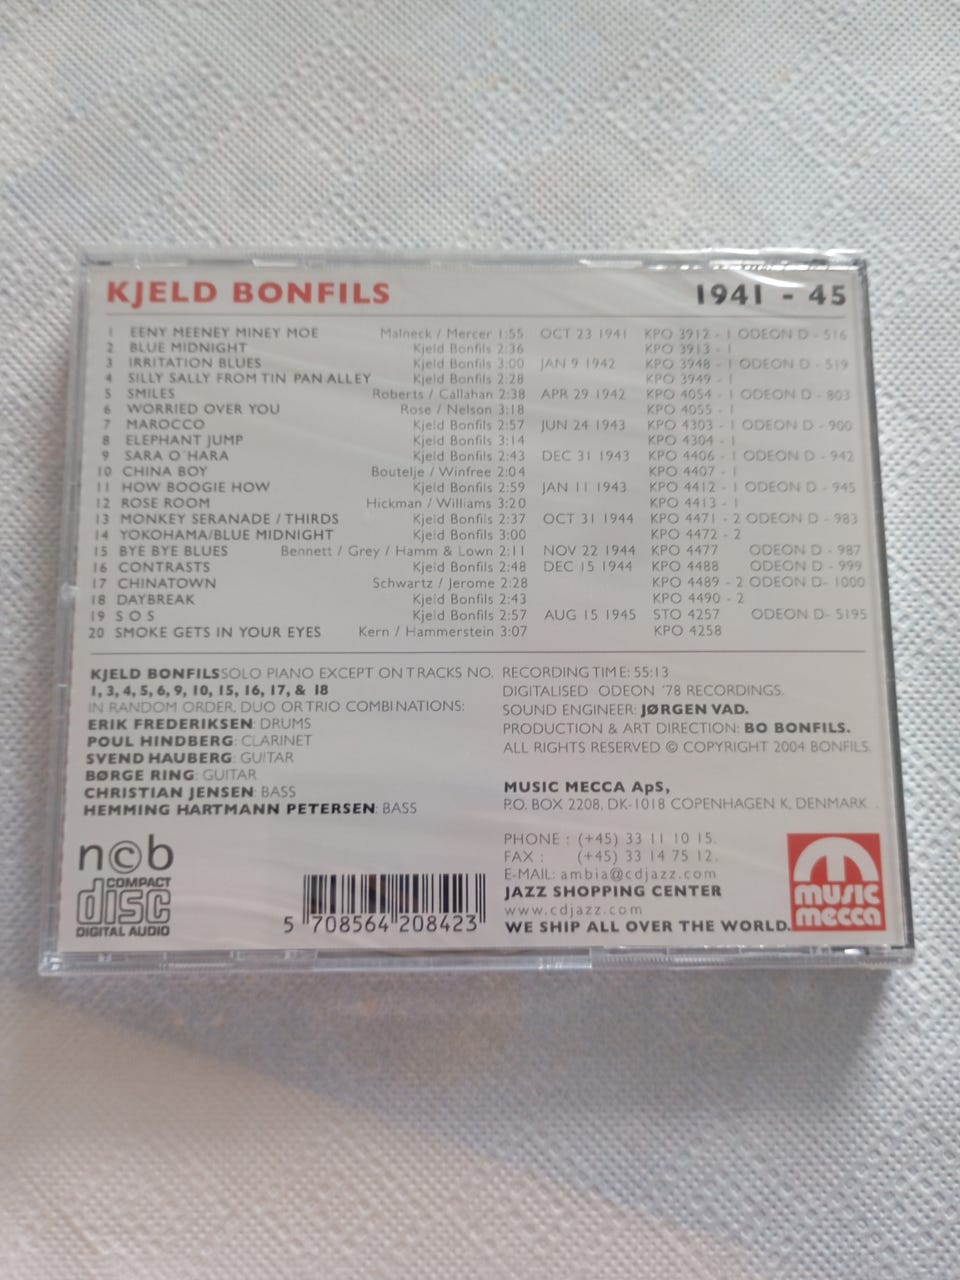 KJELD BONFILS 1941 - 45
1 EENY MEENEY MINEY MOE Malneck / Mercer 1:55 OCT 23 1941 KPO 3912 - 1 ODEON D - 516
2 BLUE MIDNIGHT Kjeld Bonfils 2:36 KPO 3913 - 1
3 IRRITATION BLUES Kjeld Bonfils 3:00 JAN 9 1942 KPO 3948 - 1 ODEON D - 519
4 SILLY SALLY FROM TIN PAN ALLEY Kjeld Bonfils 2:28 KPO 3949 - 1
5 SMILES Roberts / Callahan 2:38 APR 29 1942 KPO 4054 - 1 ODEON D - 803
6 WORRIED OVER YOU Rose / Nelson 3:18 KPO 4055 - 1
7 MAROCCO Kjeld Bonfils 2:57 JUN 24 1943 KPO 4303 - 1 ODEON D - 900
8 ELEPHANT JUMP Kjeld Bonfils 3:14 KPO 4304 - 1
9 SARA O'HARA Kjeld Bonfils 2:43 DEC 31 1943 KPO 4406 - 1 ODEON D - 942
10 CHINA BOY Boutelje / Winfree 2:04 KPO 4407 - 1
11 HOW BOOGIE HOW Kjeld Bonfils 2:59 JAN 11 1943 KPO 4412 - 1 ODEON D - 945
12 ROSE ROOM Hickman / Williams 3:20 KPO 4413 - 1
13 MONKEY SERANADE / THIRDS Kjeld Bonfils 2:37 OCT 31 1944 KPO 4471 - 2 ODEON D - 983
14 YOKOHAMA/BLUE MIDNIGHT Kjeld Bonfils 3:00 KPO 4472 - 2
15 BYE BYE BLUES Bennett / Grey / Hamm & Lown 2:11 NOV 22 1944 KPO 4477 ODEON D - 987
16 CONTRASTS Kjeld Bonfils 2:48 DEC 15 1944 KPO 4488 ODEON D - 999
17 CHINATOWN Schwartz / Jerome 2:28 KPO 4489 - 2 ODEON D- 1000
18 DAYBREAK Kjeld Bonfils 2:43 KPO 4490 - 2
19 S O S Kjeld Bonfils 2:57 AUG 15 1945 STO 4257 ODEON D- 5195
20 SMOKE GETS IN YOUR EYES Kern / Hammerstein 3:07 KPO 4258
KJELD BONFILS SOLO PIANO EXCEPT ON TRACKS NO.
1, 3, 4, 5, 6, 9, 10, 15, 16, 17, & 18
IN RANDOM ORDER, DUO OR TRIO COMBINATIONS:
ERIK FREDERIKSEN: DRUMS
POUL HINDBERG: CLARINET
SVEND HAUBERG: GUITAR
BØRGE RING: GUITAR
CHRISTIAN JENSEN: BASS
HEMMING HARTMANN PETERSEN: BASS
RECORDING TIME: 55:13
DIGITALISED ODEON '78 RECORDINGS.
SOUND ENGINEER: JØRGEN VAD.
PRODUCTION & ART DIRECTION: BO BONFILS.
ALL RIGHTS RESERVED © COPYRIGHT 2004 BONFILS.
MUSIC MECCA ApS,
P.O. BOX 2208, DK-1018 COPENHAGEN K, DENMARK.
PHONE : (+45) 33 11 10 15.
FAX : (+45) 33 14 75 12.
E-MAIL: ambia@cdjazz.com
JAZZ SHOPPING CENTER
www.cdjazz.com
WE SHIP ALL OVER THE WORLD.
n©b
COMPACT
disc
DIGITAL AUDIO
5 708564 208423
music
mecca